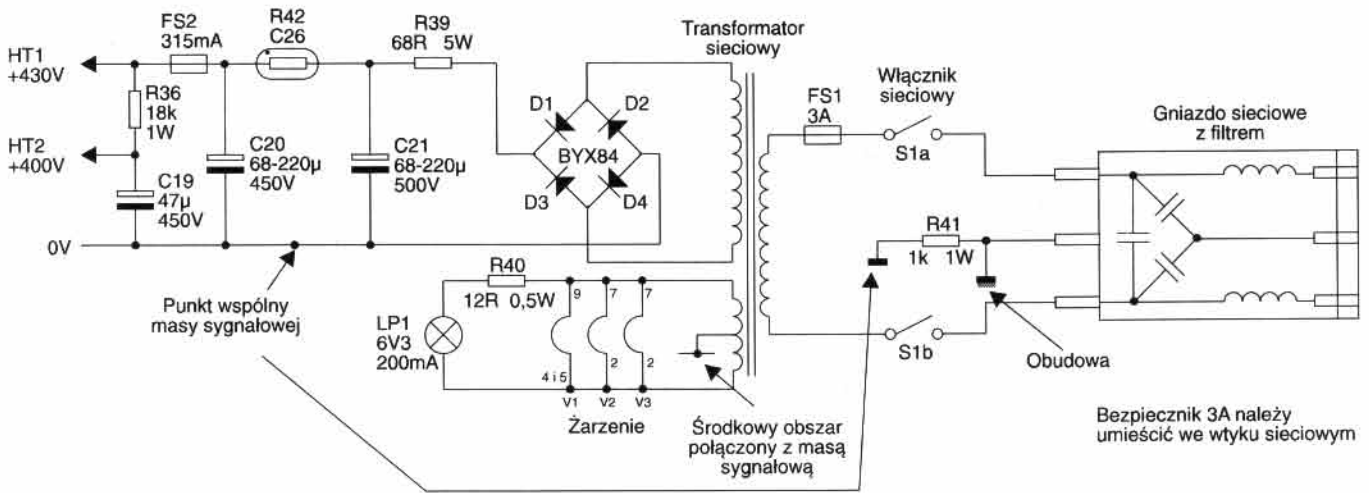 FS2
315mA
R42
C26
R39
68R 5W
Transformator
sieciowy
HT1
+430V
R36
18k
1W
HT2
+400V
C19
47µ
450V
C20
68-220µ
450V
C21
68-220µ
500V
D1
D2
BYX84
D3
D4
FS1
3A
Włącznik
sieciowy
S1a
Gniazdo sieciowe
z filtrem
0V
R41
1k 1W
S1b
Obudowa
Punkt wspólny
masy sygnałowej
R40
12R 0,5W
LP1
6V3
200mA
9
7
7
4 i 5
2
2
V1
V2
V3
Żarzenie
Środkowy obszar
połączony z masą
sygnałową
Bezpiecznik 3A należy
umieścić we wtyku sieciowym